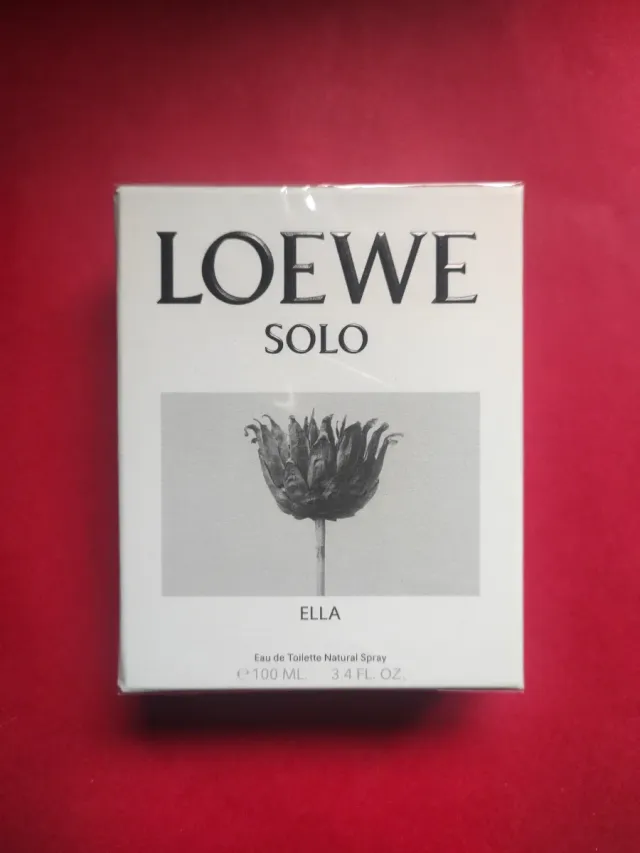 LOEWE
SOLO
ELLA
Eau de Toilette Natural Spray
℮ 100 ML. 3.4 FL. OZ.